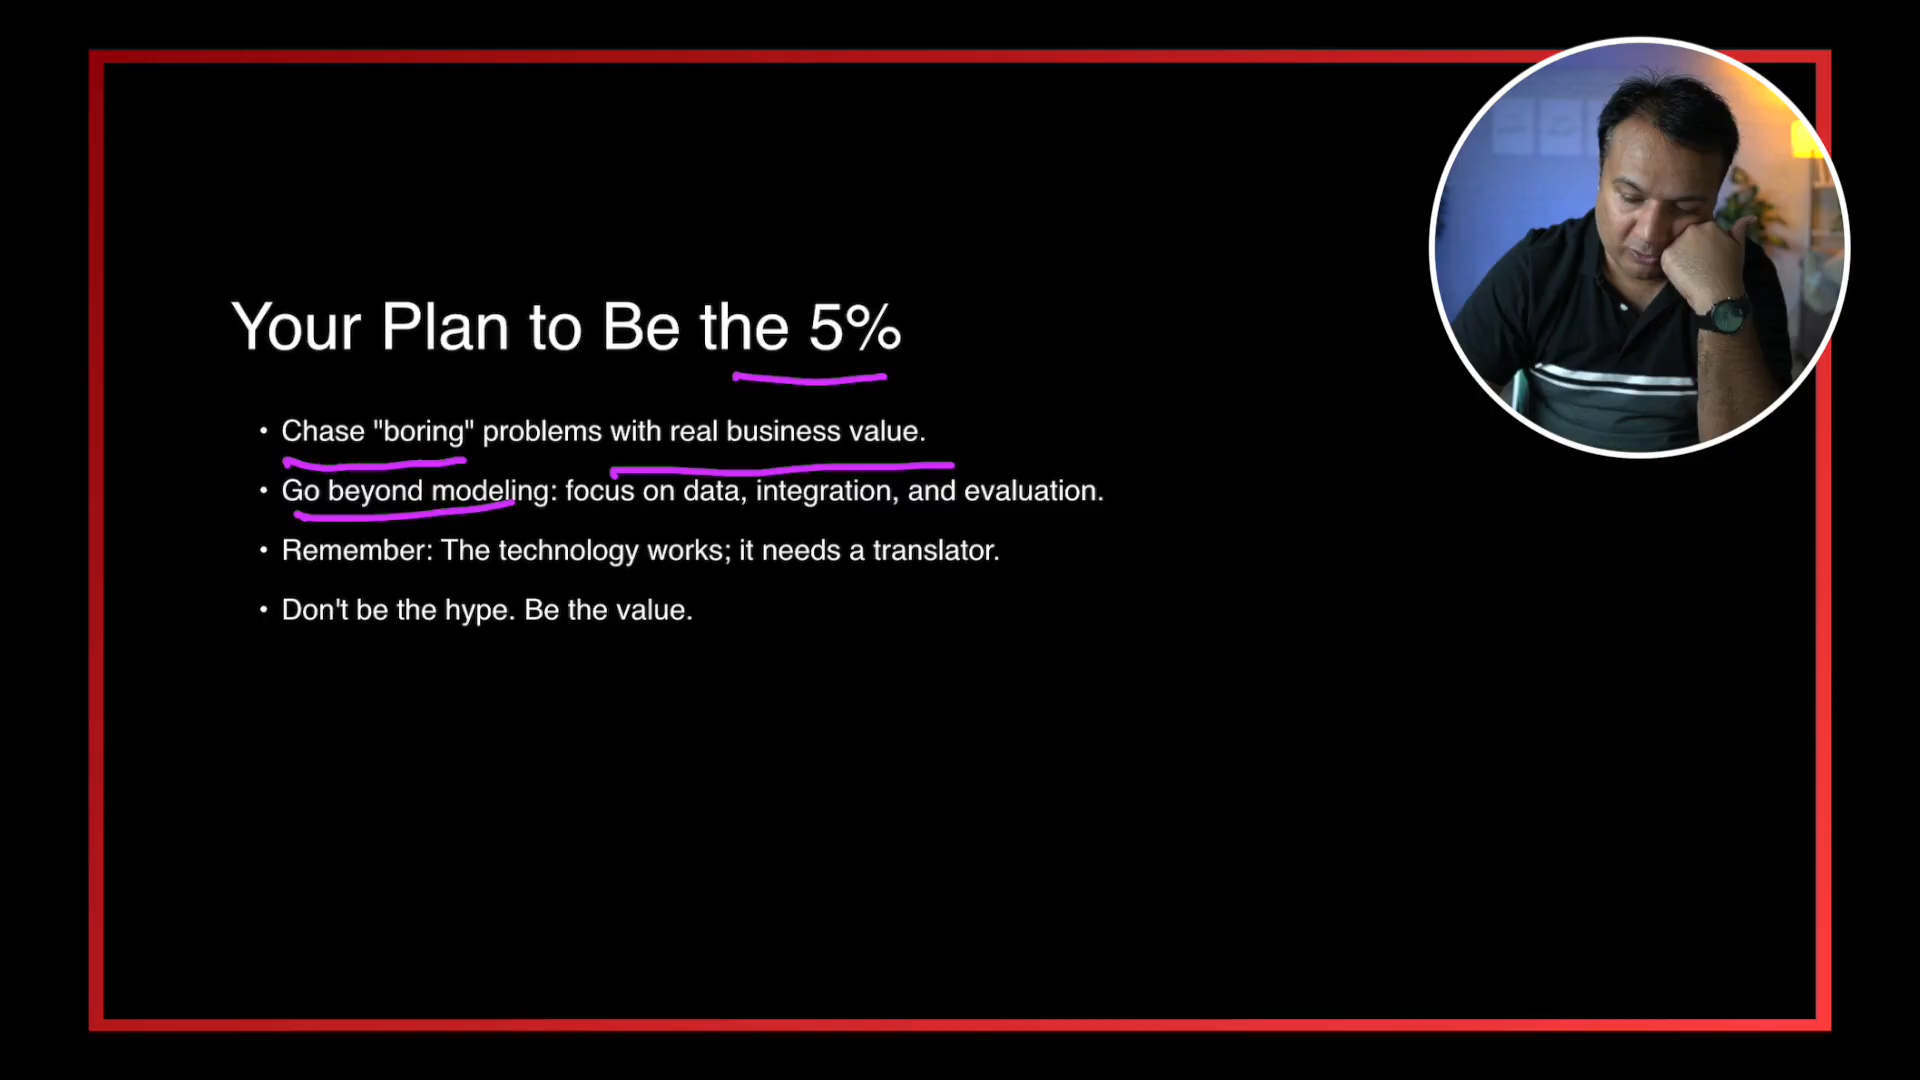 Your Plan to Be the 5%
• Chase "boring" problems with real business value.
• Go beyond modeling: focus on data, integration, and evaluation.
• Remember: The technology works; it needs a translator.
• Don't be the hype. Be the value.